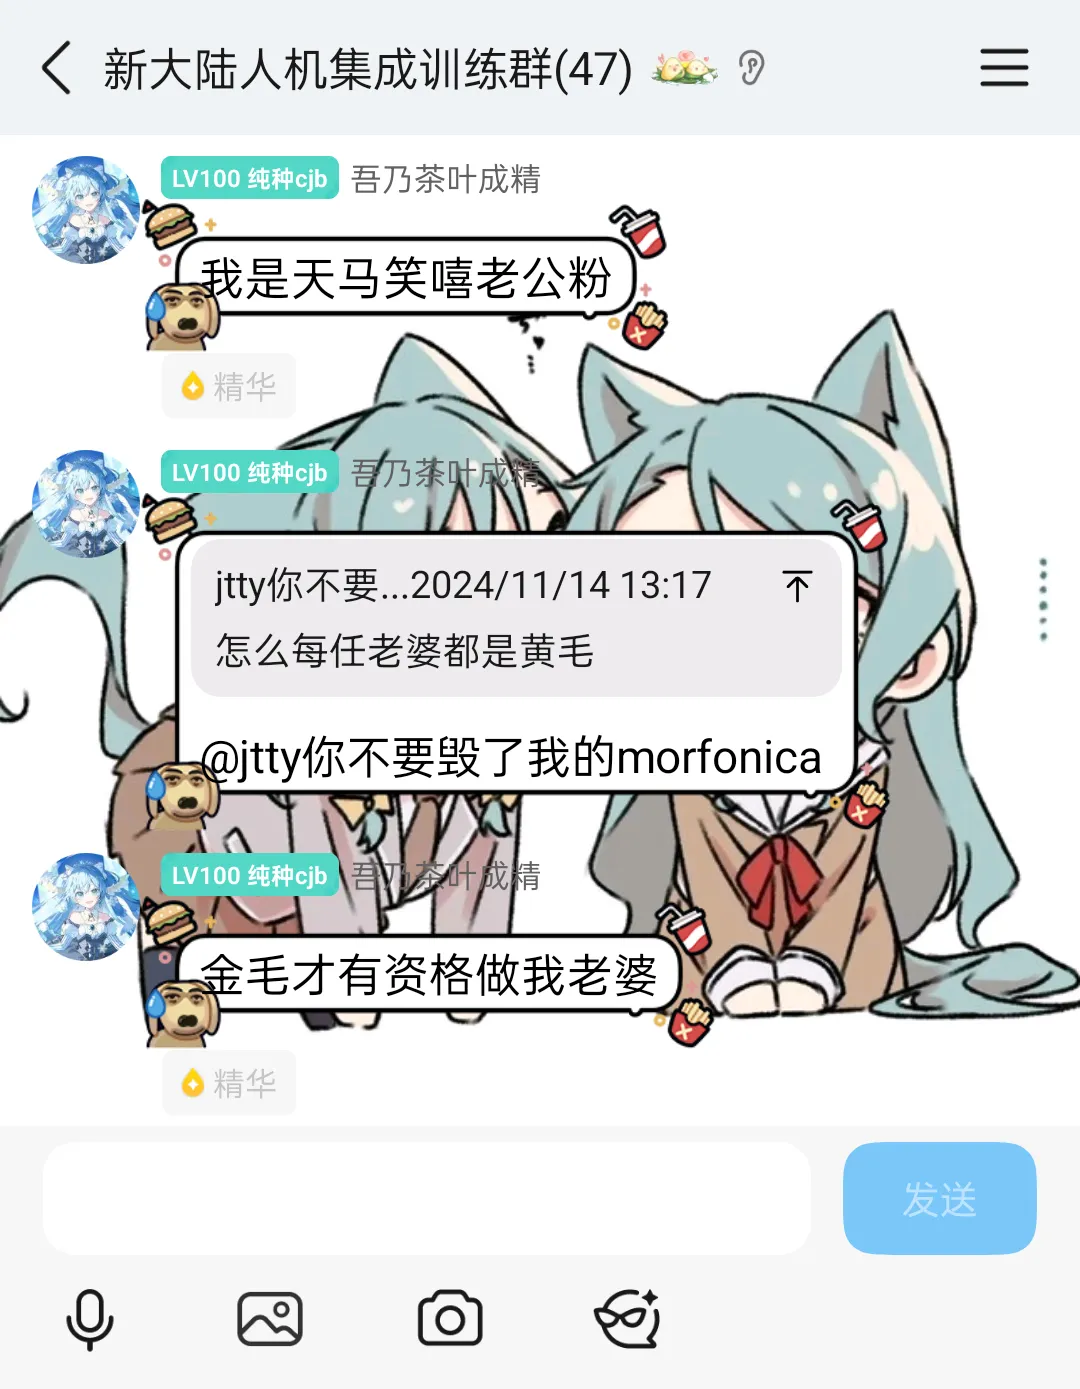 新大陆人机集成训练群(47)
LV100 纯种cjb 吾乃茶叶成精
我是天马笑嘻老公粉
精华
LV100 纯种cjb 吾乃茶叶成精
jtty你不要...2024/11/14 13:17
怎么每任老婆都是黄毛
@jtty你不要毁了我的morfonica
LV100 纯种cjb 吾乃茶叶成精
金毛才有资格做我老婆
精华
发送